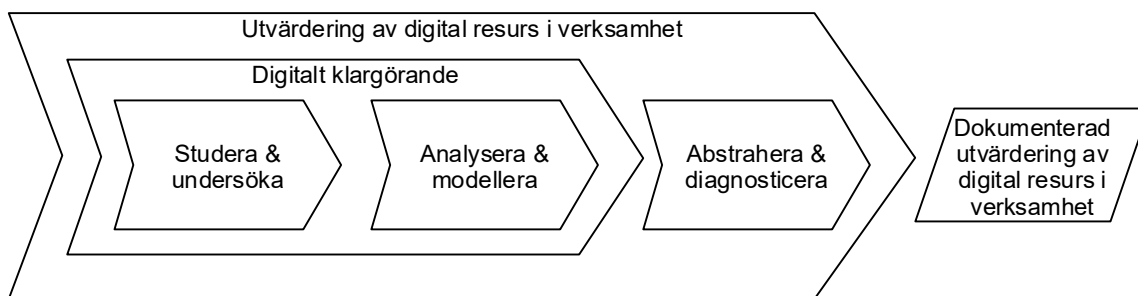 Utvärdering av digital resurs i verksamhet
Digitalt klargörande
Studera &
undersöka
Analysera &
modellera
Abstrahera &
diagnosticera
Dokumenterad
utvärdering av
digital resurs i
verksamhet